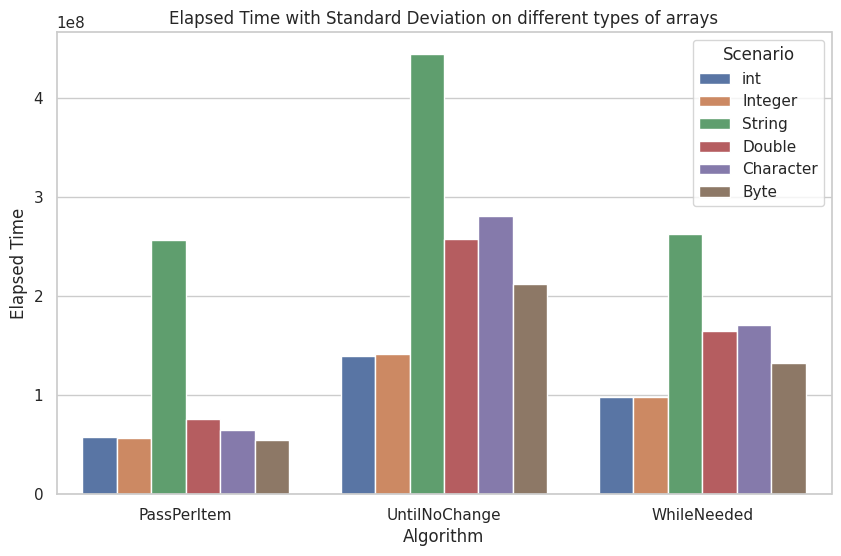 Elapsed Time with Standard Deviation on different types of arrays
1e8
Scenario
int
Integer
String
Double
Character
Byte
4
3
2
1
0
Elapsed Time
PassPerItem
UntilNoChange
WhileNeeded
Algorithm